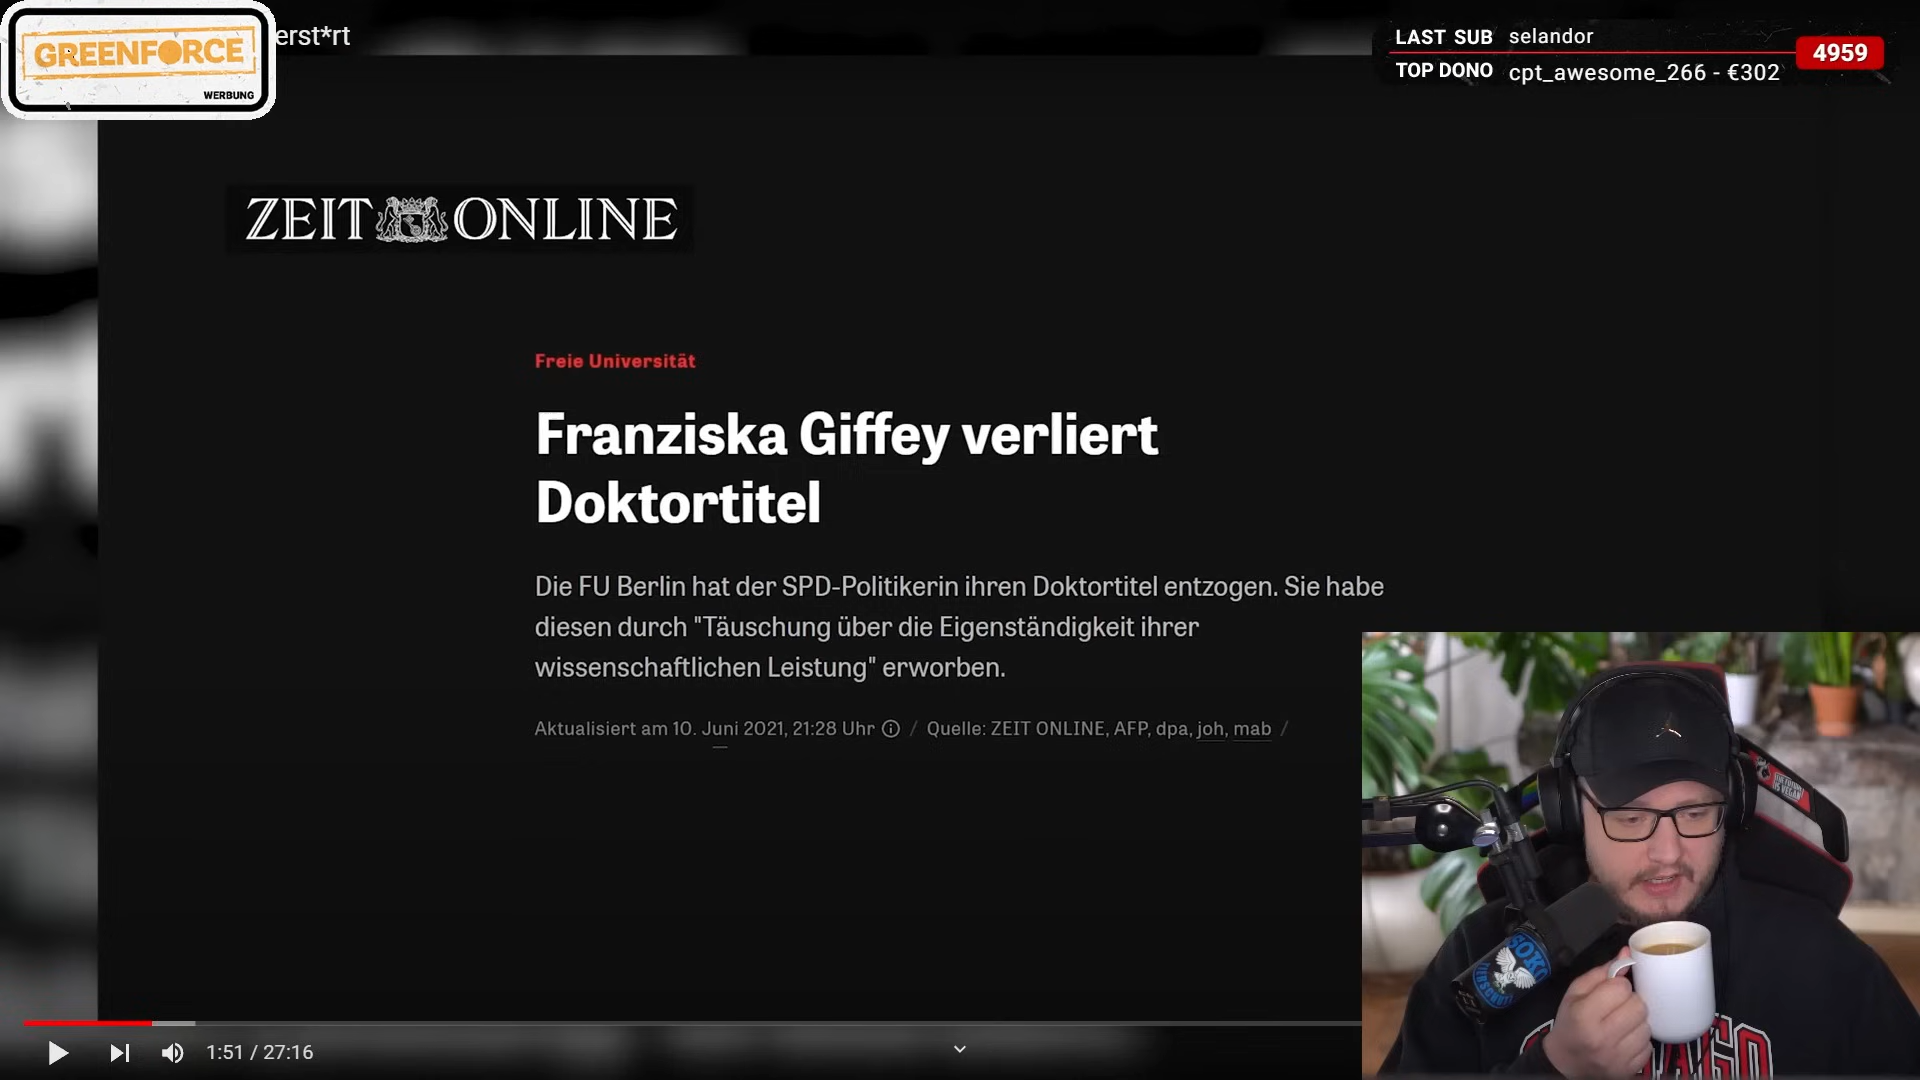 GREENFORCE
WERBUNG
erst*rt
LAST SUB selandor
TOP DONO cpt_awesome_266 - €302
4959
ZEIT ONLINE
Freie Universität
Franziska Giffey verliert
Doktortitel
Die FU Berlin hat der SPD-Politikerin ihren Doktortitel entzogen. Sie habe
diesen durch "Täuschung über die Eigenständigkeit ihrer
wissenschaftlichen Leistung" erworben.
Aktualisiert am 10. Juni 2021, 21:28 Uhr / Quelle: ZEIT ONLINE, AFP, dpa, joh, mab /
SOKO
TIERSCHUTZ
1:51 / 27:16